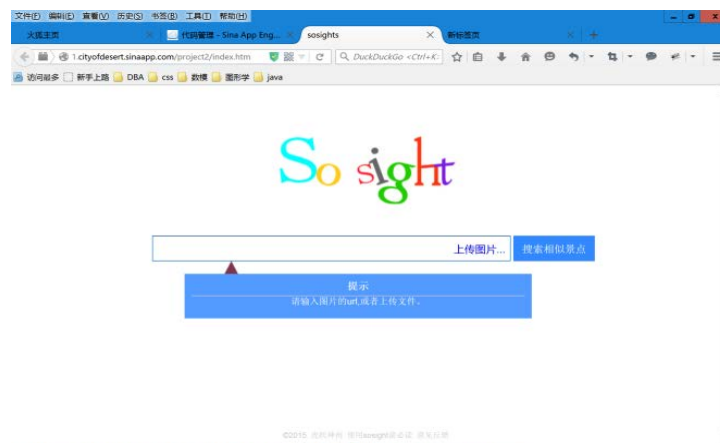 文件(F) 编辑(E) 查看(V) 历史(S) 书签(B) 工具(T) 帮助(H)
火狐主页 代码管理 - Sina App Eng... sosights 新标签页
1.cityofdesert.sinaapp.com/project2/index.htm DuckDuckGo <Ctrl+K>
访问最多 新手上路 DBA css 数模 图形学 java
So sight
上传图片... 搜索相似景点
提示
请输入图片的url,或者上传文件。
©2015